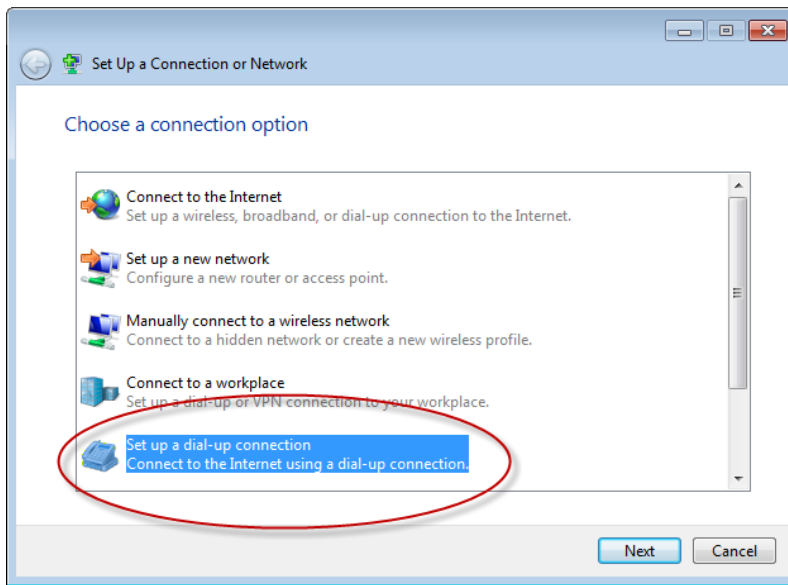 Set Up a Connection or Network
Choose a connection option
Connect to the Internet
Set up a wireless, broadband, or dial-up connection to the Internet.
Set up a new network
Configure a new router or access point.
Manually connect to a wireless network
Connect to a hidden network or create a new wireless profile.
Connect to a workplace
Set up a dial-up or VPN connection to your workplace.
Set up a dial-up connection
Connect to the Internet using a dial-up connection.
Next Cancel